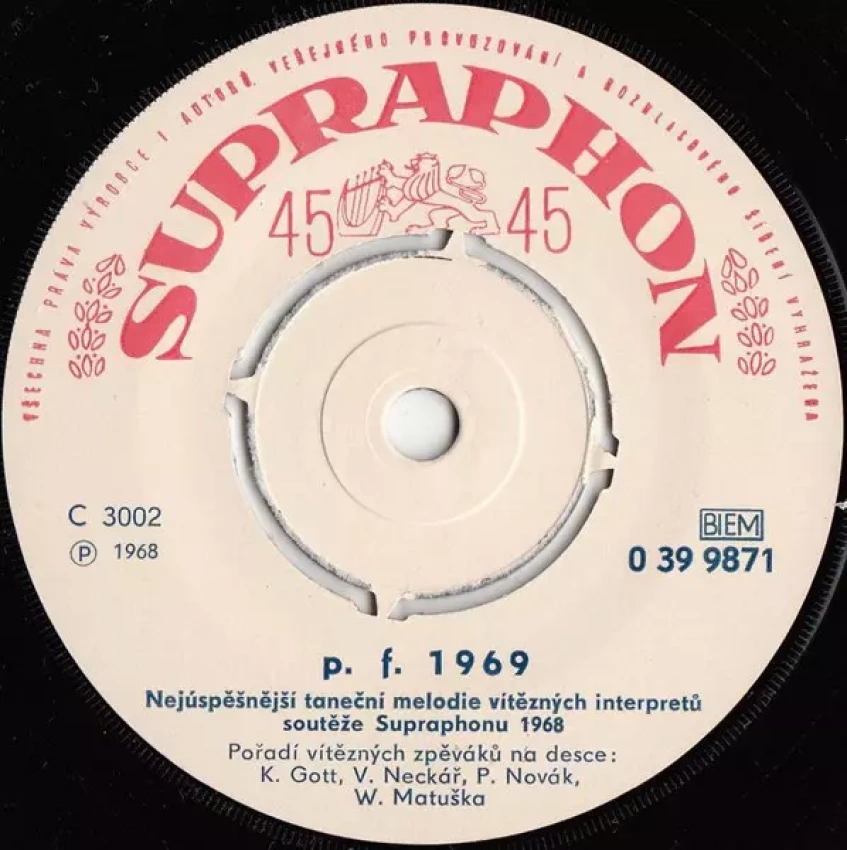 VŠECHNA PRÁVA VÝROBCE I AUTORŮ VEŘEJNÉHO PROVOZOVÁNÍ A ROZHLASOVÉHO ŠÍŘENÍ VYHRAŽENA
SUPRAPHON
45 45
C 3002
℗ 1968
BIEM
0 39 9871
p. f. 1969
Nejúspěšnější taneční melodie vítězných interpretů
soutěže Supraphonu 1968
Pořadí vítězných zpěváků na desce:
K. Gott, V. Neckář, P. Novák,
W. Matuška